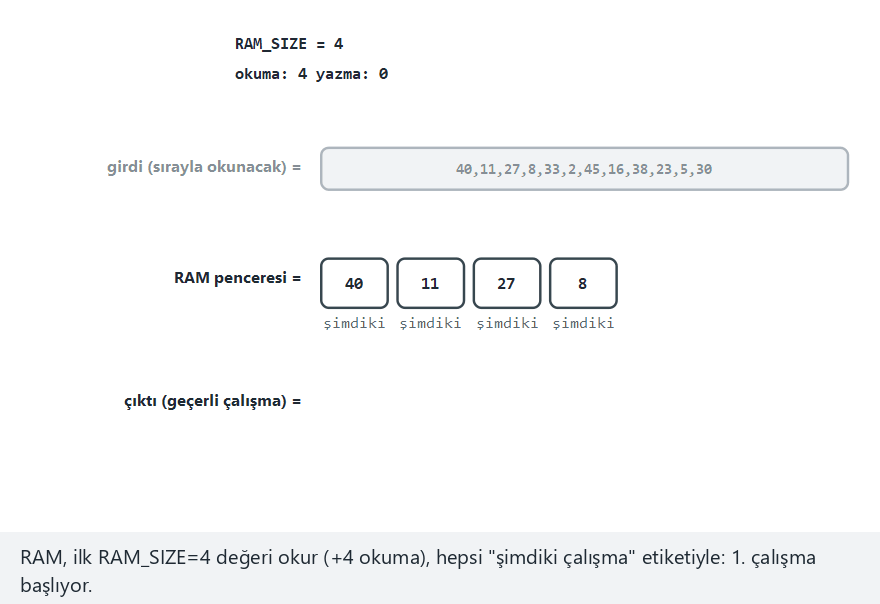 RAM_SIZE = 4
okuma: 4 yazma: 0
girdi (sırayla okunacak) =
40,11,27,8,33,2,45,16,38,23,5,30
RAM penceresi =
40 11 27 8
şimdiki şimdiki şimdiki şimdiki
çıktı (geçerli çalışma) =
RAM, ilk RAM_SIZE=4 değeri okur (+4 okuma), hepsi "şimdiki çalışma" etiketiyle: 1. çalışma
başlıyor.